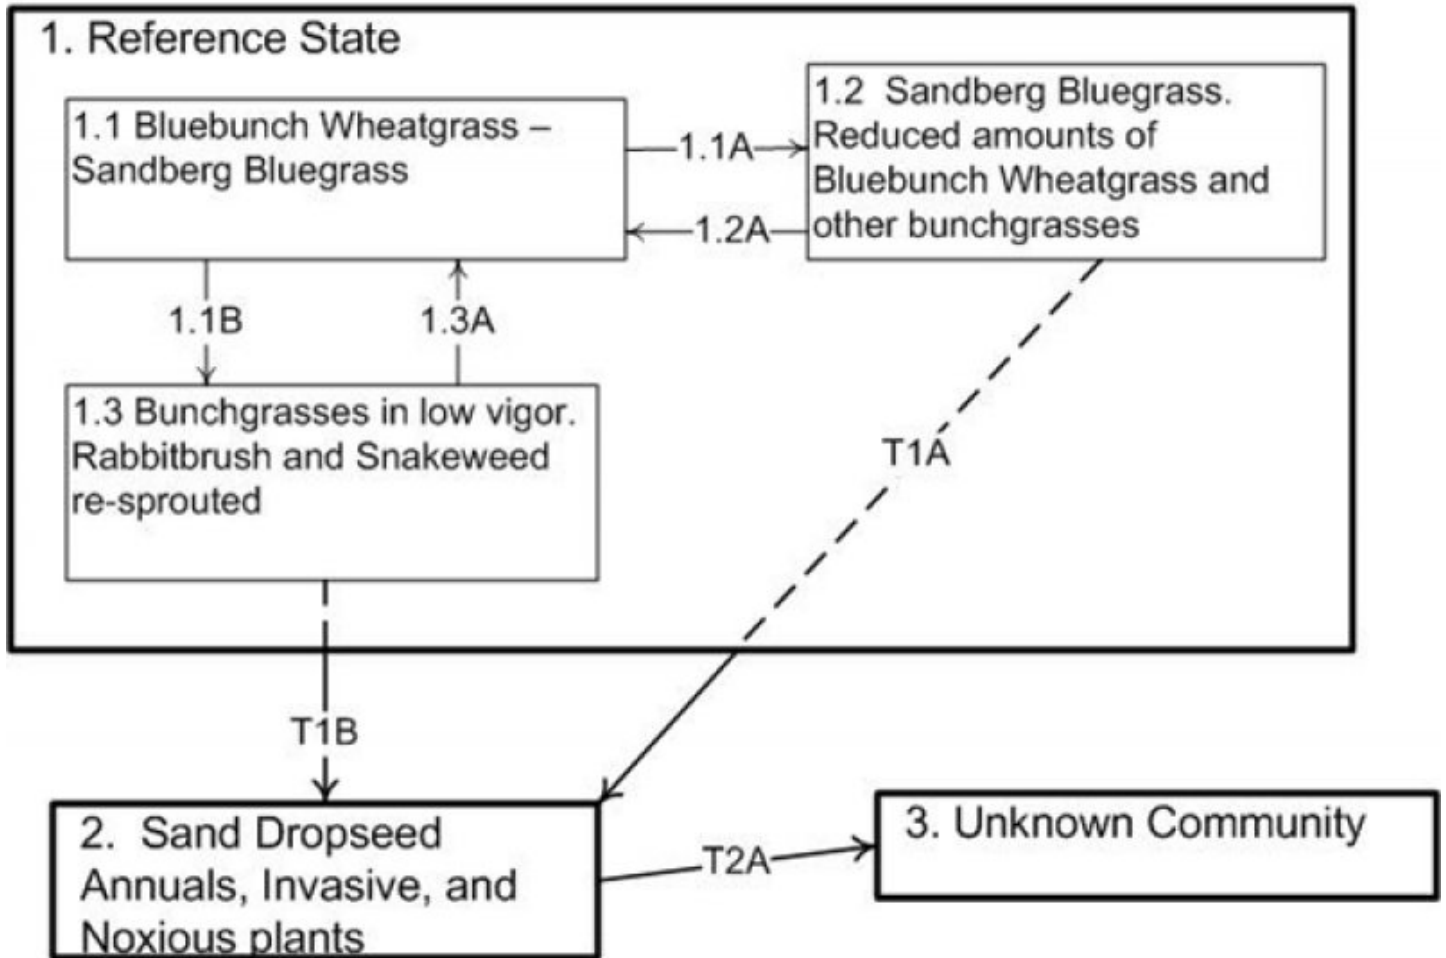 1. Reference State
1.1 Bluebunch Wheatgrass –
Sandberg Bluegrass
1.1A
1.2A
1.2 Sandberg Bluegrass.
Reduced amounts of
Bluebunch Wheatgrass and
other bunchgrasses
1.1B
1.3A
1.3 Bunchgrasses in low vigor.
Rabbitbrush and Snakeweed
re-sprouted
T1A
T1B
2. Sand Dropseed
Annuals, Invasive, and
Noxious plants
T2A
3. Unknown Community